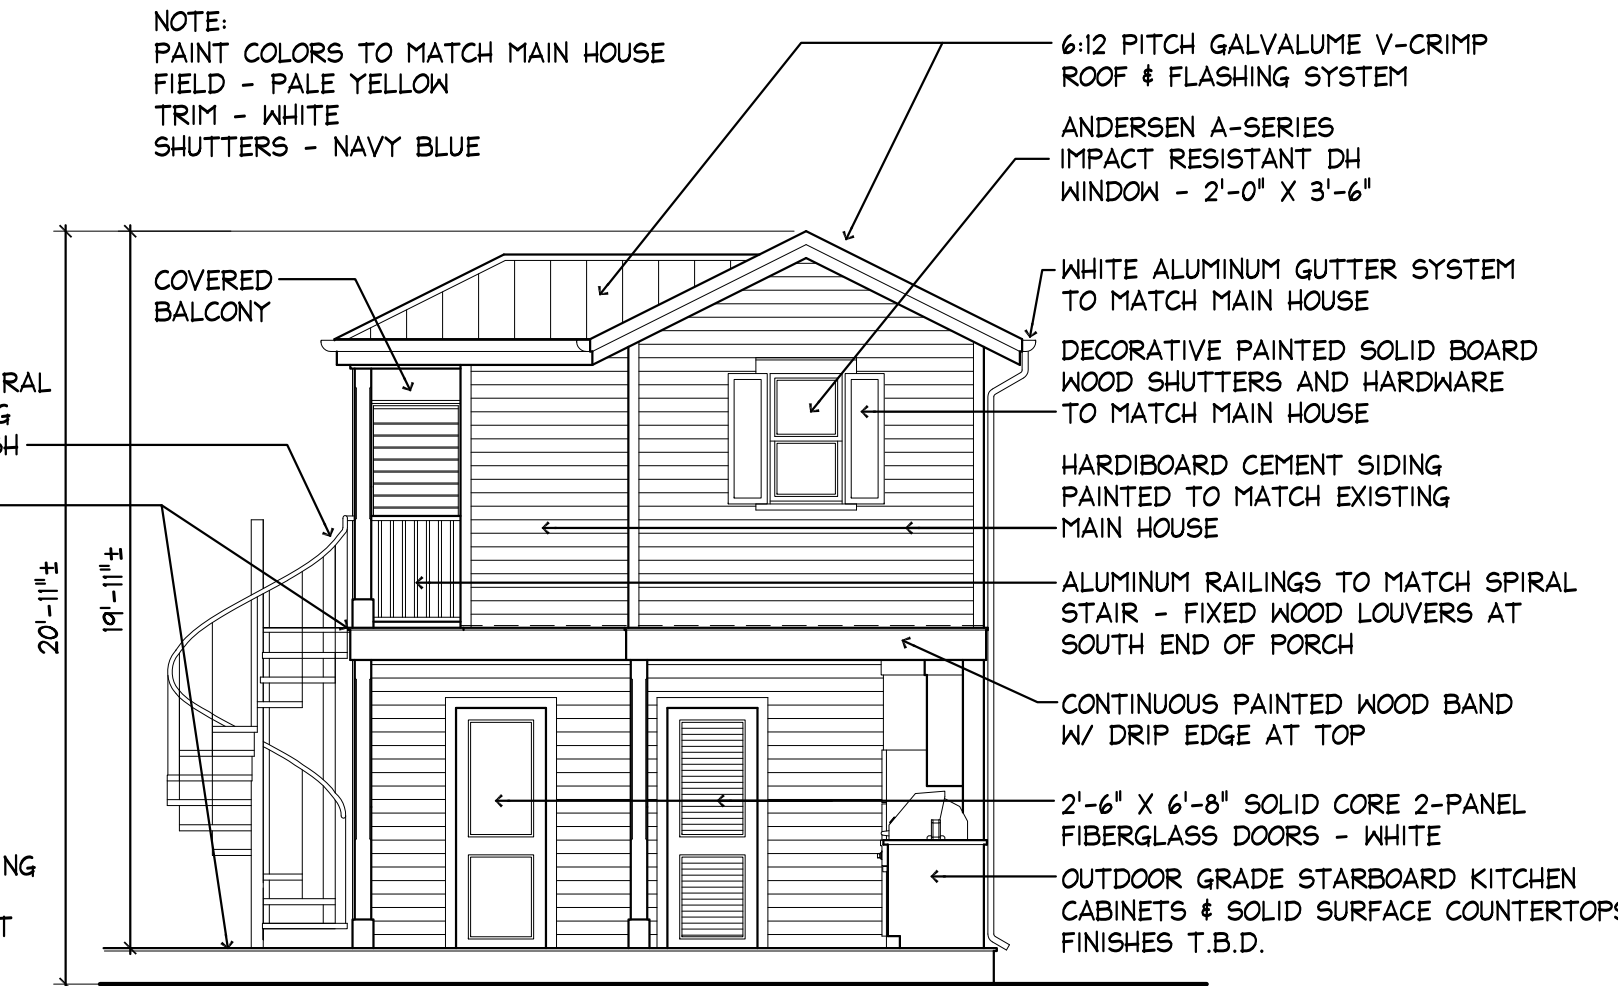 NOTE:
PAINT COLORS TO MATCH MAIN HOUSE
FIELD - PALE YELLOW
TRIM - WHITE
SHUTTERS - NAVY BLUE
COVERED
BALCONY
RAL
G
SH
20'-11"±
19'-11"±
NG
T
6:12 PITCH GALVALUME V-CRIMP
ROOF & FLASHING SYSTEM
ANDERSEN A-SERIES
IMPACT RESISTANT DH
WINDOW - 2'-0" X 3'-6"
WHITE ALUMINUM GUTTER SYSTEM
TO MATCH MAIN HOUSE
DECORATIVE PAINTED SOLID BOARD
WOOD SHUTTERS AND HARDWARE
TO MATCH MAIN HOUSE
HARDIBOARD CEMENT SIDING
PAINTED TO MATCH EXISTING
MAIN HOUSE
ALUMINUM RAILINGS TO MATCH SPIRAL
STAIR - FIXED WOOD LOUVERS AT
SOUTH END OF PORCH
CONTINUOUS PAINTED WOOD BAND
W/ DRIP EDGE AT TOP
2'-6" X 6'-8" SOLID CORE 2-PANEL
FIBERGLASS DOORS - WHITE
OUTDOOR GRADE STARBOARD KITCHEN
CABINETS & SOLID SURFACE COUNTERTOPS
FINISHES T.B.D.